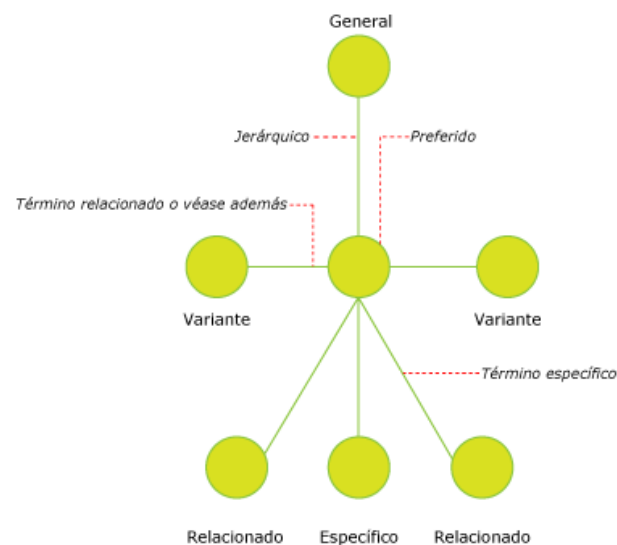 General
Jerárquico
Preferido
Término relacionado o véase además
Variante
Variante
Término específico
Relacionado
Específico
Relacionado